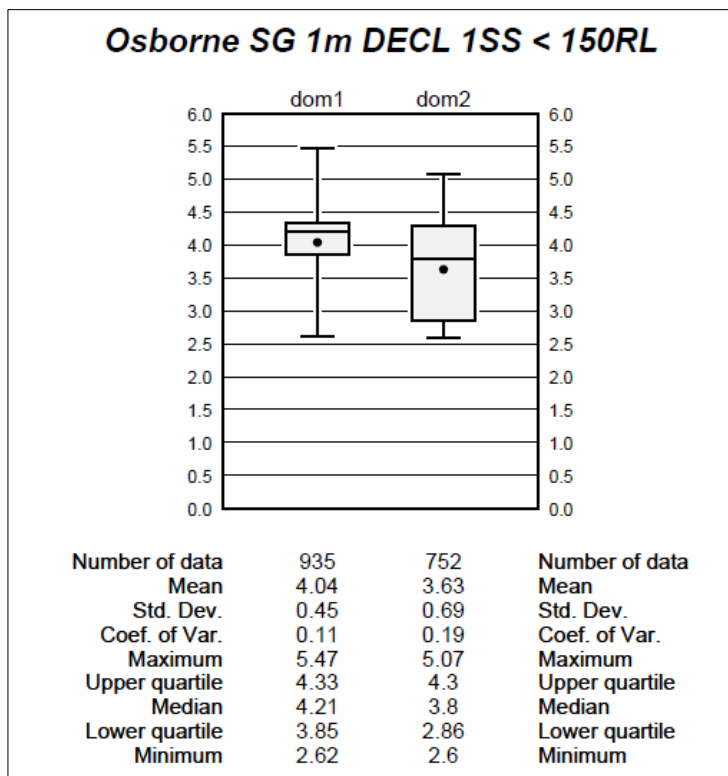 Osborne SG 1m DECL 1SS < 150RL
dom1 dom2
6.0 6.0
5.5 5.5
5.0 5.0
4.5 4.5
4.0 4.0
3.5 3.5
3.0 3.0
2.5 2.5
2.0 2.0
1.5 1.5
1.0 1.0
0.5 0.5
0.0 0.0
Number of data 935 752 Number of data
Mean 4.04 3.63 Mean
Std. Dev. 0.45 0.69 Std. Dev.
Coef. of Var. 0.11 0.19 Coef. of Var.
Maximum 5.47 5.07 Maximum
Upper quartile 4.33 4.3 Upper quartile
Median 4.21 3.8 Median
Lower quartile 3.85 2.86 Lower quartile
Minimum 2.62 2.6 Minimum